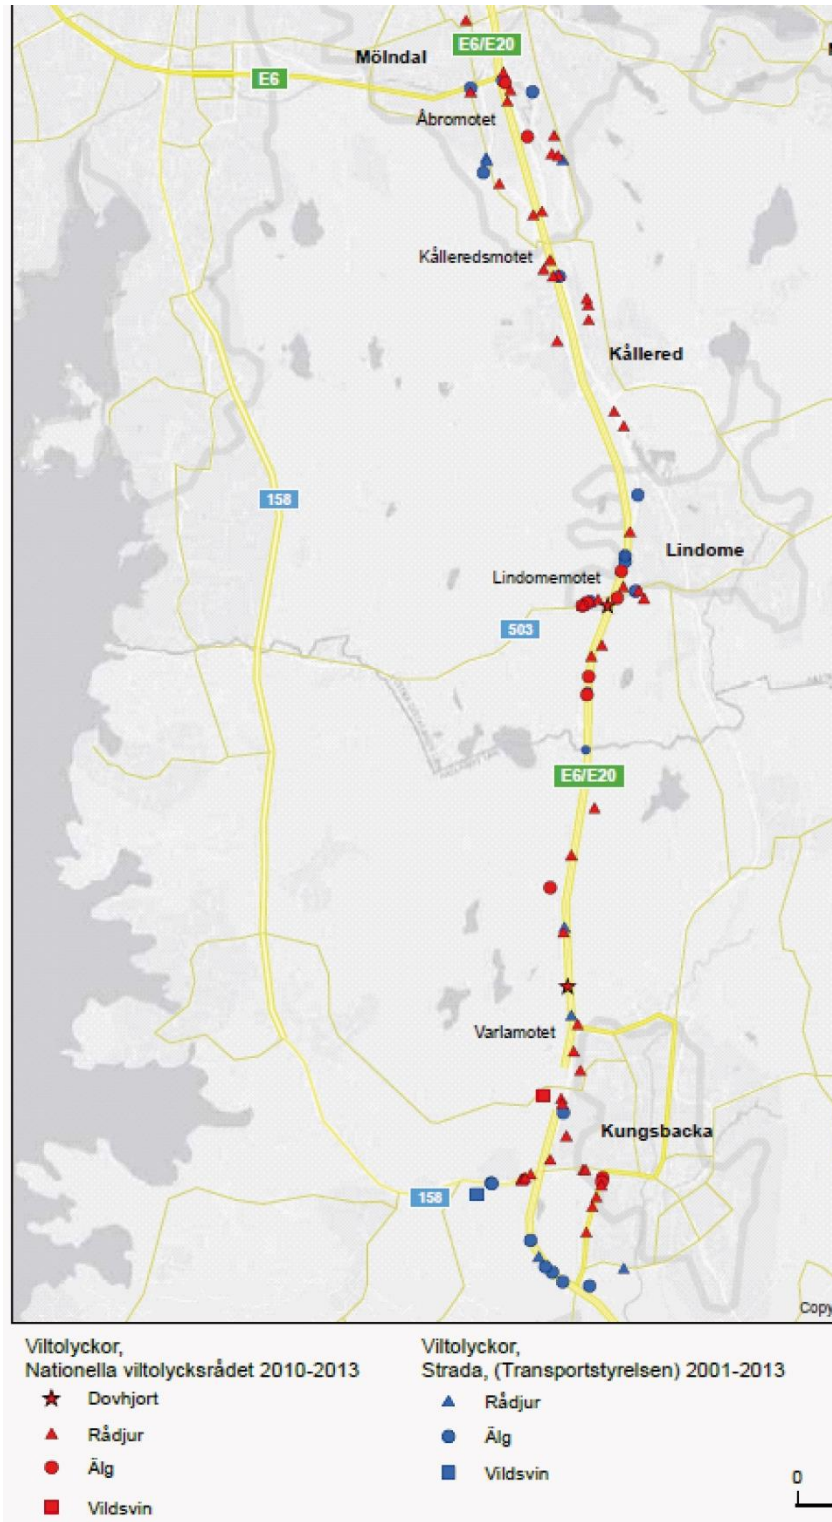 E6/E20
Mölndal
E6
Åbromotet
Kålleredsmotet
Kållered
158
Lindome
Lindomemotet
503
E6/E20
Varlamotet
Kungsbacka
158
Copy
Viltolyckor,
Nationella viltolycksrådet 2010-2013
Dovhjort
Rådjur
Älg
Vildsvin
Viltolyckor,
Strada, (Transportstyrelsen) 2001-2013
Rådjur
Älg
Vildsvin
0